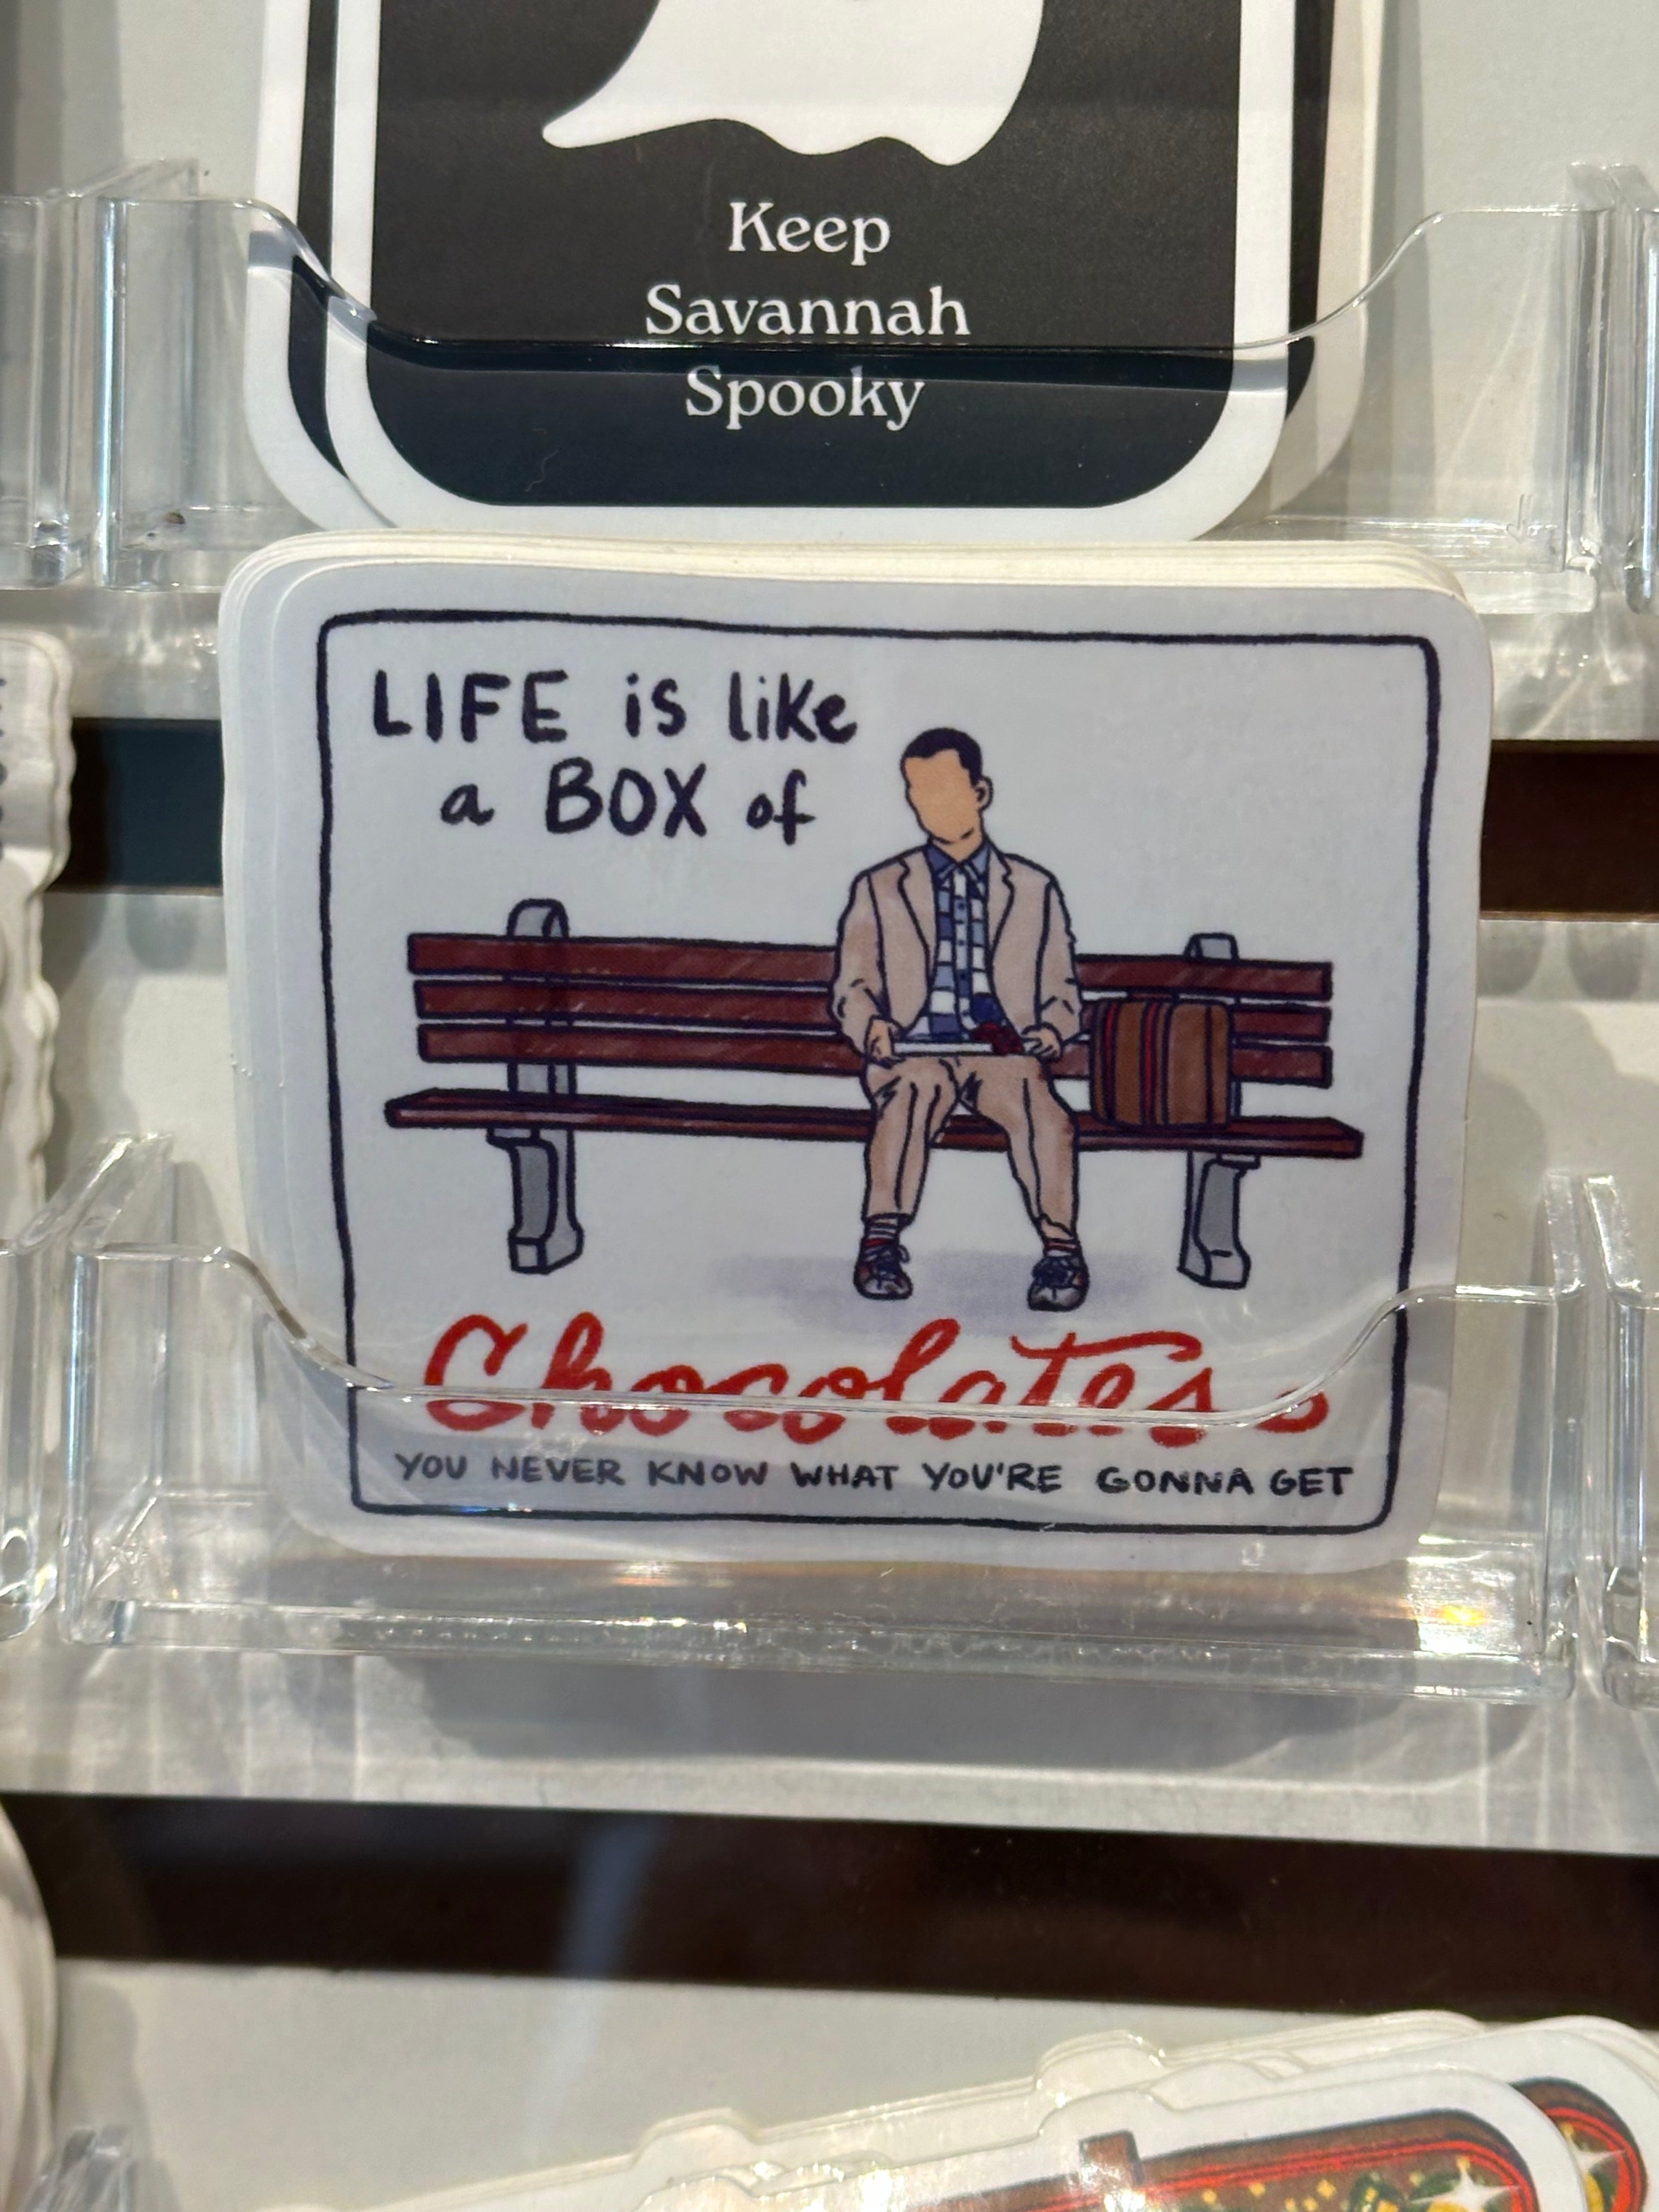 Keep
Savannah
Spooky
LIFE is like
a BOX of
Chocolates
YOU NEVER KNOW WHAT YOU'RE GONNA GET